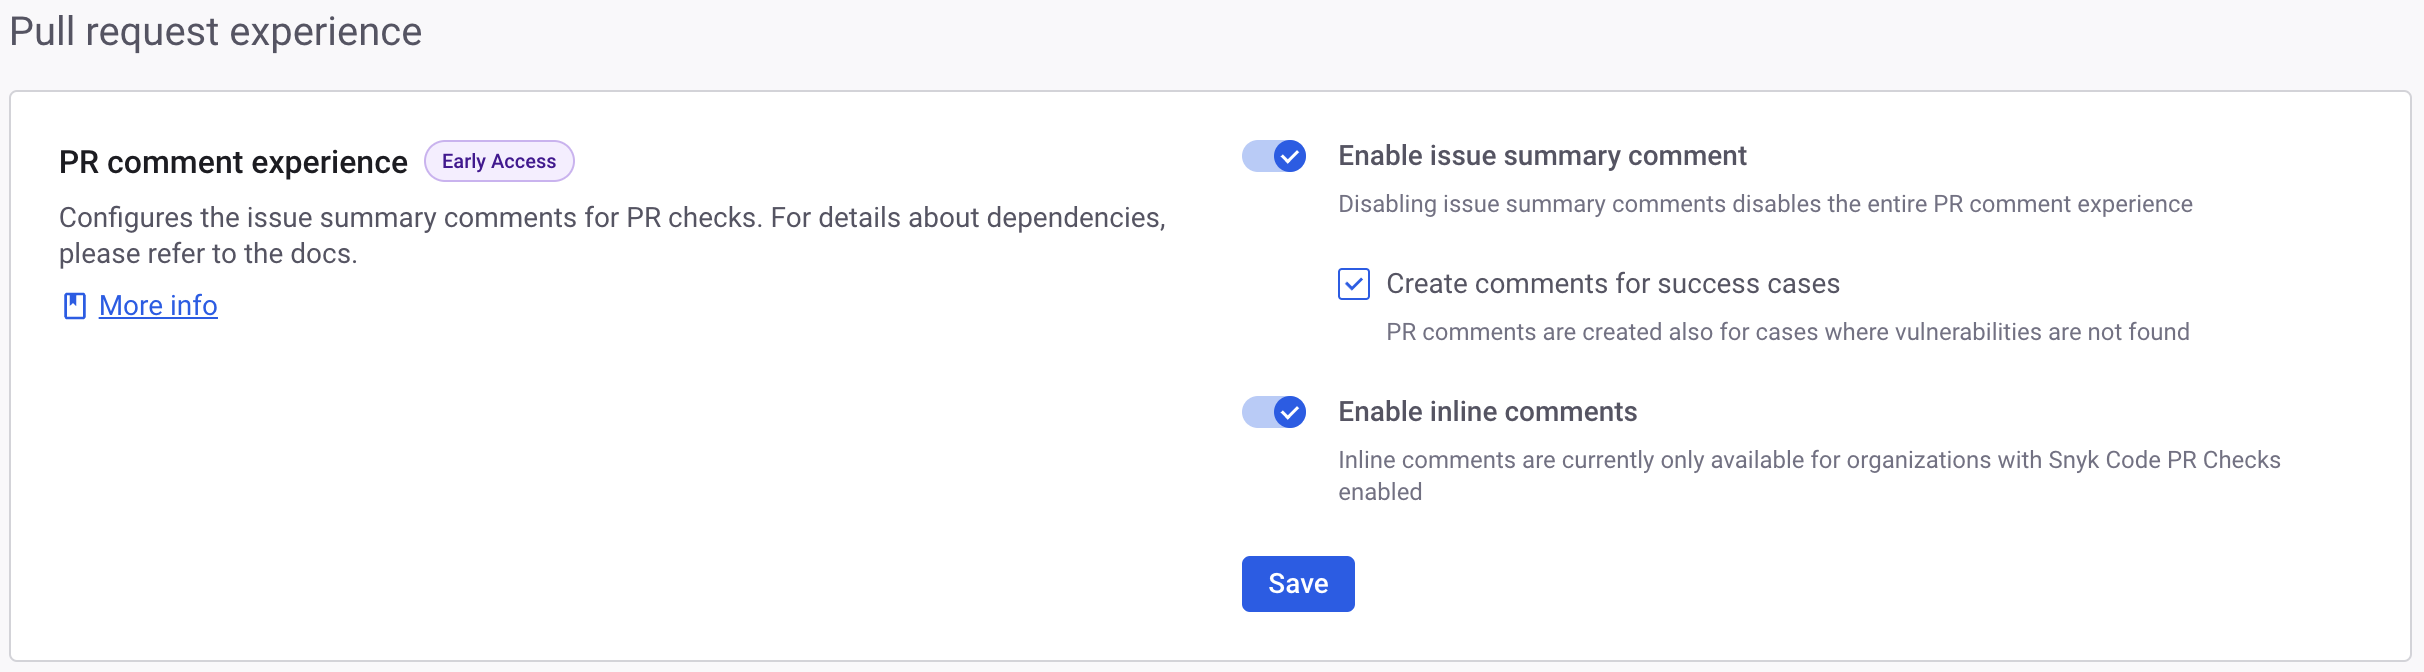 Pull request experience
PR comment experience Early Access
Configures the issue summary comments for PR checks. For details about dependencies,
please refer to the docs.
More info
Enable issue summary comment
Disabling issue summary comments disables the entire PR comment experience
Create comments for success cases
PR comments are created also for cases where vulnerabilities are not found
Enable inline comments
Inline comments are currently only available for organizations with Snyk Code PR Checks
enabled
Save